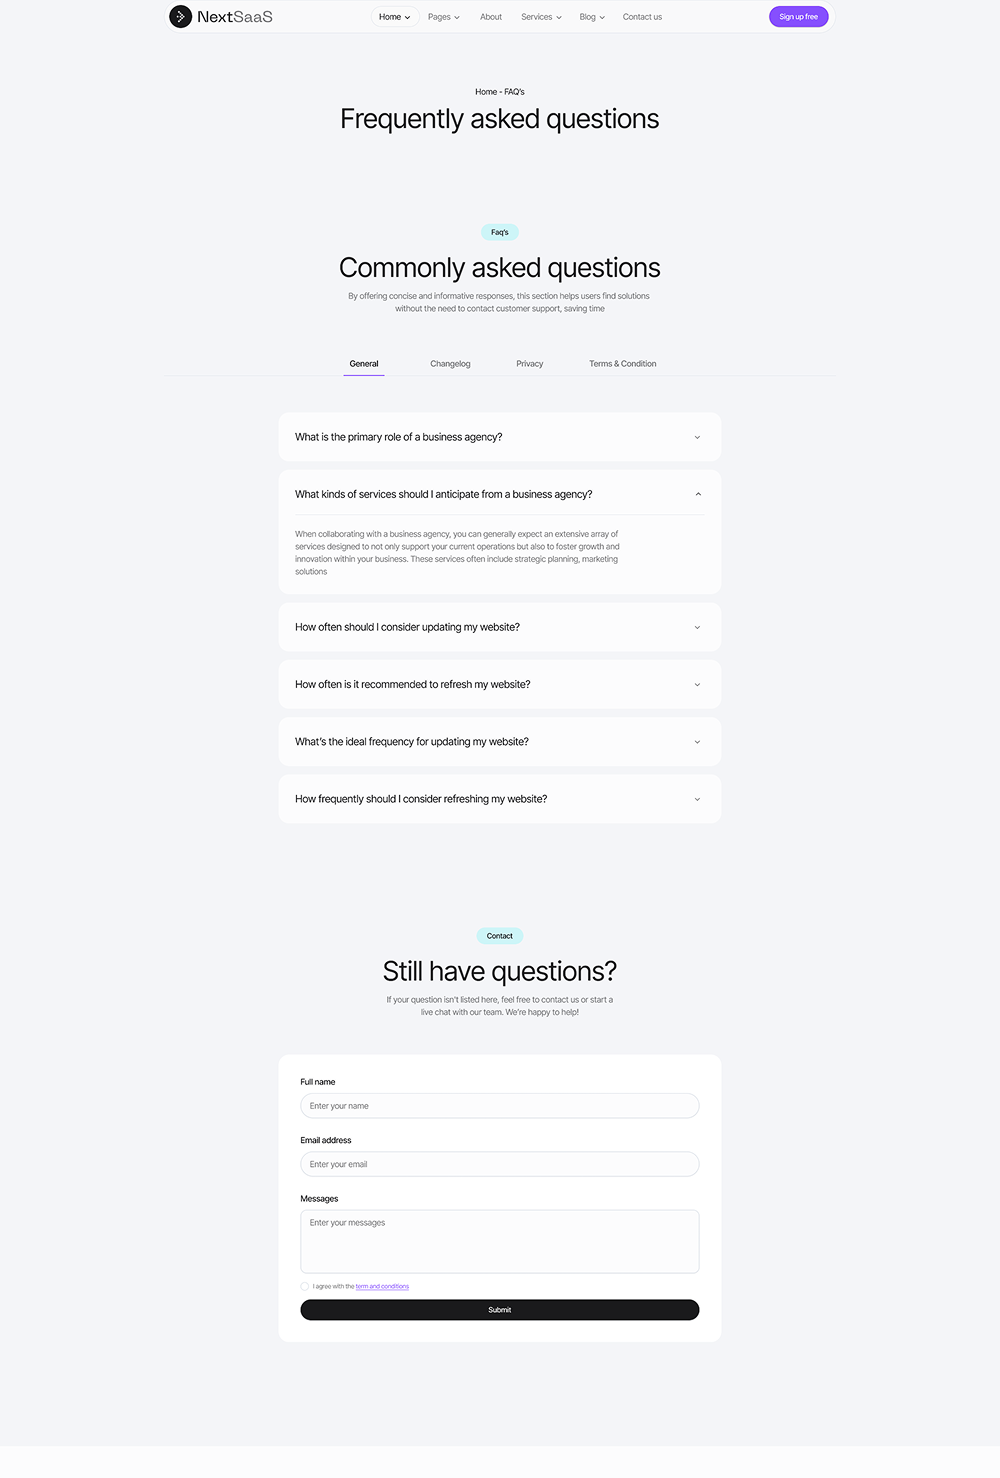 NextSaaS
Home
Pages
About
Services
Blog
Contact us
Sign up free
Home - FAQ's
Frequently asked questions
Faq's
Commonly asked questions
By offering concise and informative responses, this section helps users find solutions
without the need to contact customer support, saving time
General
Changelog
Privacy
Terms & Condition
What is the primary role of a business agency?
What kinds of services should I anticipate from a business agency?
When collaborating with a business agency, you can generally expect an extensive array of
services designed to not only support your current operations but also to foster growth and
innovation within your business. These services often include strategic planning, marketing
solutions
How often should I consider updating my website?
How often is it recommended to refresh my website?
What's the ideal frequency for updating my website?
How frequently should I consider refreshing my website?
Contact
Still have questions?
If your question isn't listed here, feel free to contact us or start a
live chat with our team. We're happy to help!
Full name
Enter your name
Email address
Enter your email
Messages
Enter your messages
I agree with the term and conditions
Submit